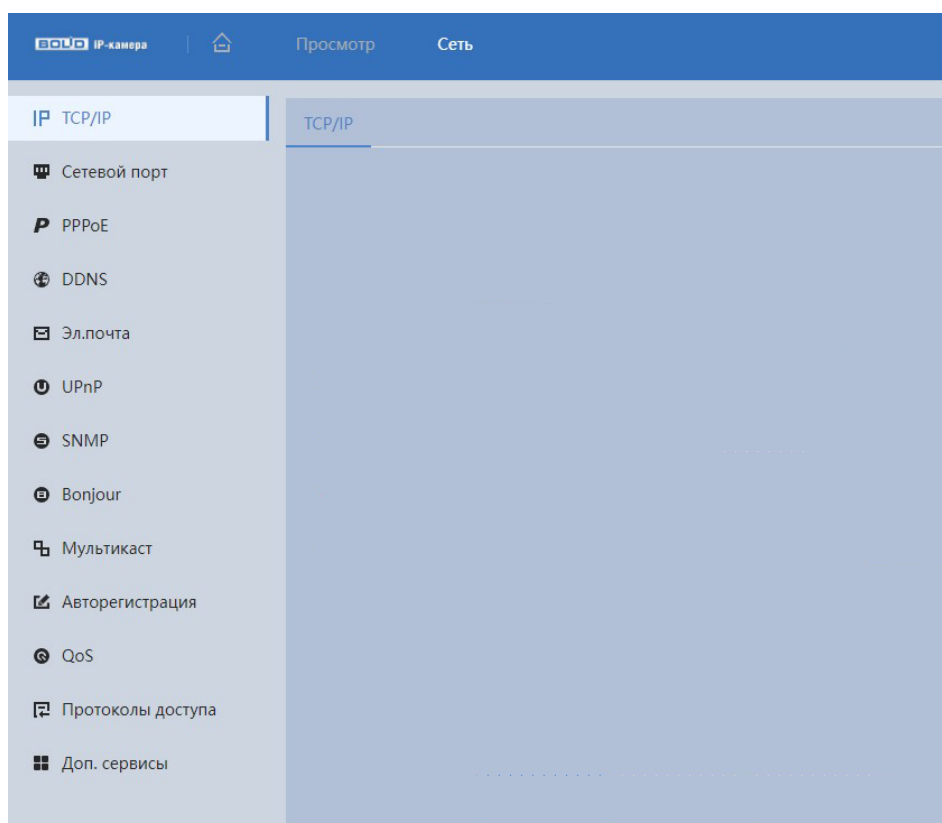 BOLID IP-камера
Просмотр
Сеть
TCP/IP
TCP/IP
Сетевой порт
PPPoE
DDNS
Эл.почта
UPnP
SNMP
Bonjour
Мультикаст
Авторегистрация
QoS
Протоколы доступа
Доп. сервисы